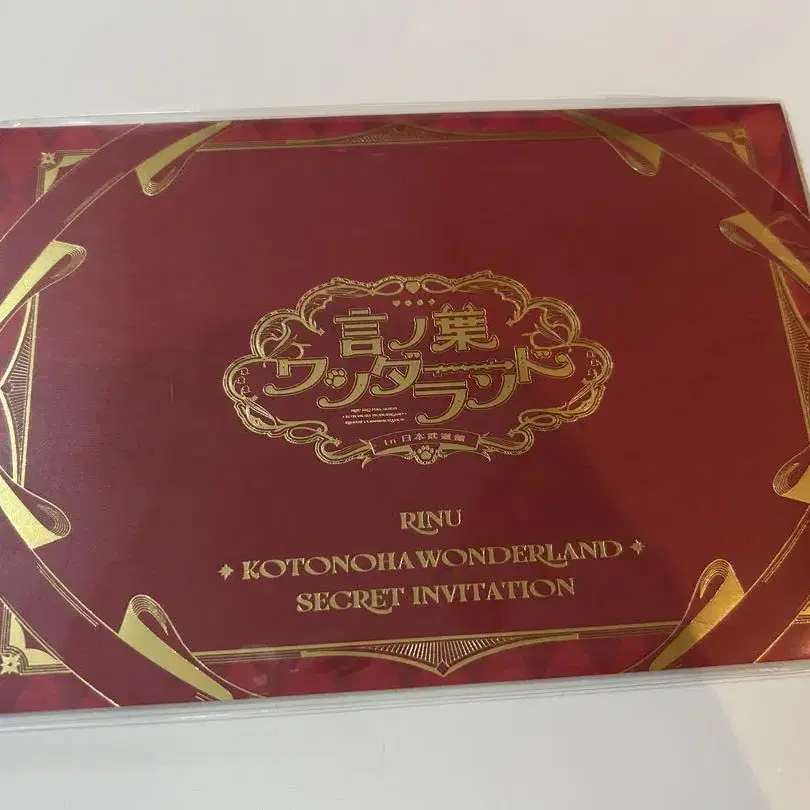 言ノ葉
ワンダーランド
in 日本武道館
RINU
KOTONOHA WONDERLAND
SECRET INVITATION